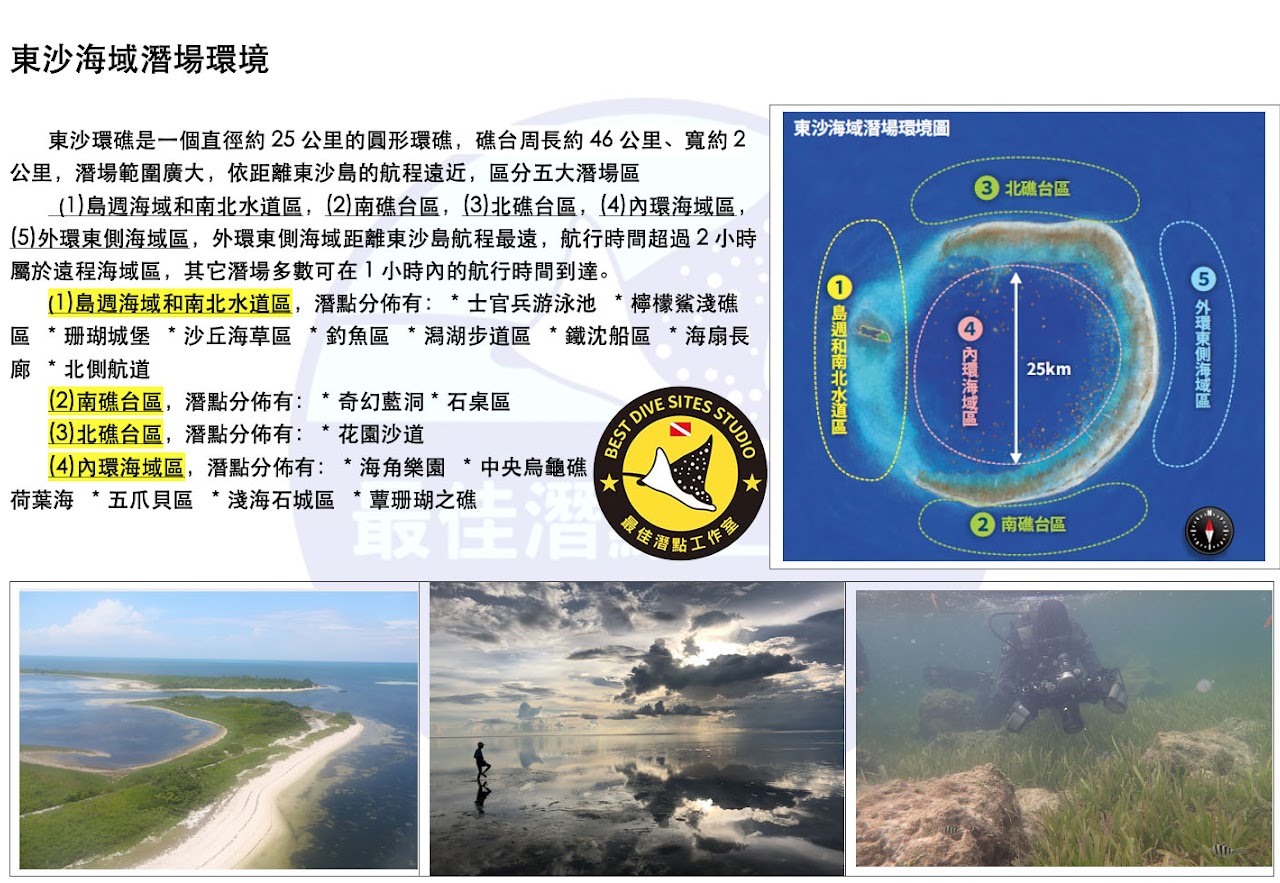 東沙海域潛場環境
東沙環礁是一個直徑約 25 公里的圓形環礁，礁台周長約 46 公里、寬約 2
公里，潛場範圍廣大，依距離東沙島的航程遠近，區分五大潛場區
(1)島週海域和南北水道區，(2)南礁台區，(3)北礁台區，(4)內環海域區，
(5)外環東側海域區，外環東側海域距離東沙島航程最遠，航行時間超過 2 小時
屬於遠程海域區，其它潛場多數可在 1 小時內的航行時間到達。
(1)島週海域和南北水道區，潛點分佈有： * 士官兵游泳池 * 檸檬鯊淺礁
區 * 珊瑚城堡 * 沙丘海草區 * 釣魚區 * 潟湖步道區 * 鐵沈船區 * 海扇長
廊 * 北側航道
(2)南礁台區，潛點分佈有： * 奇幻藍洞 * 石桌區
(3)北礁台區，潛點分佈有： * 花園沙道
(4)內環海域區，潛點分佈有： * 海角樂園 * 中央烏龜礁
荷葉海 * 五爪貝區 * 淺海石城區 * 蕈珊瑚之礁
BEST DIVE SITES STUDIO
最佳潛點工作室
最佳潛
東沙海域潛場環境圖
3 北礁台區
1 島週和南北水道區
4 內環海域區
25km
5 外環東側海域區
2 南礁台區
N